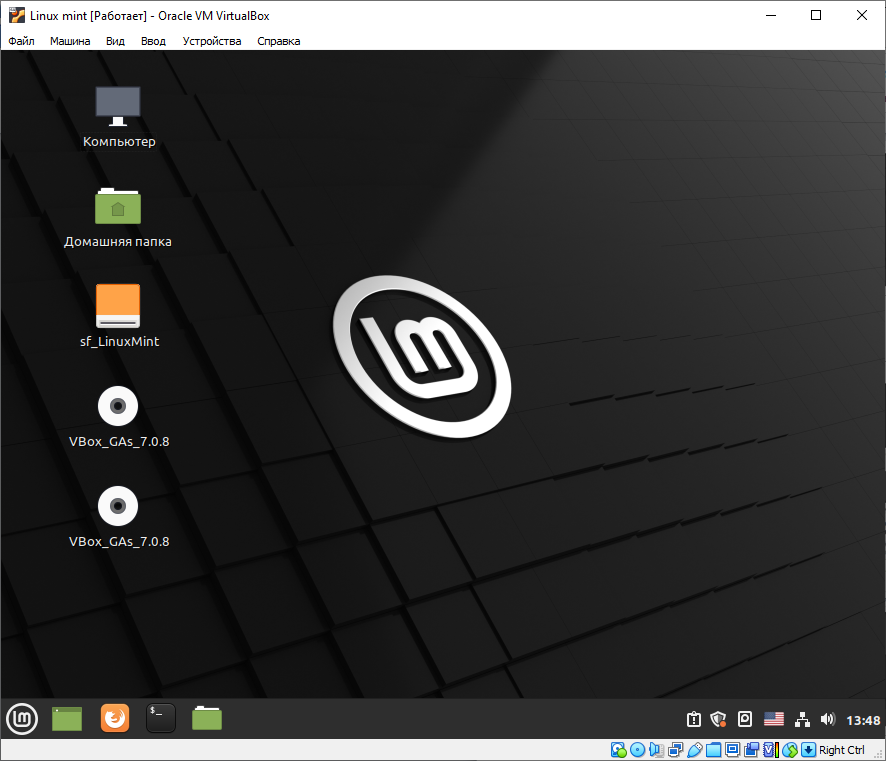 Linux mint [Работает] - Oracle VM VirtualBox
Файл Машина Вид Ввод Устройства Справка
Компьютер
Домашняя папка
sf_LinuxMint
VBox_GAs_7.0.8
VBox_GAs_7.0.8
$_
13:48
Right Ctrl